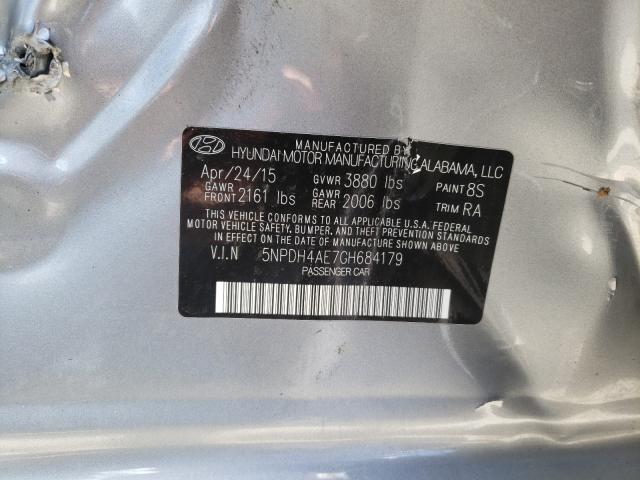 MANUFACTURED BY
HYUNDAI MOTOR MANUFACTURING ALABAMA, LLC
Apr/24/15 GVWR 3880 lbs PAINT 8S
GAWR FRONT 2161 lbs GAWR REAR 2006 lbs TRIM RA
THIS VEHICLE CONFORMS TO ALL APPLICABLE U.S.A. FEDERAL
MOTOR VEHICLE SAFETY, BUMPER, AND THEFT PREVENTION STANDARDS
IN EFFECT ON THE DATE OF MANUFACTURE SHOWN ABOVE.
V.I.N 5NPDH4AE7GH684179
PASSENGER CAR